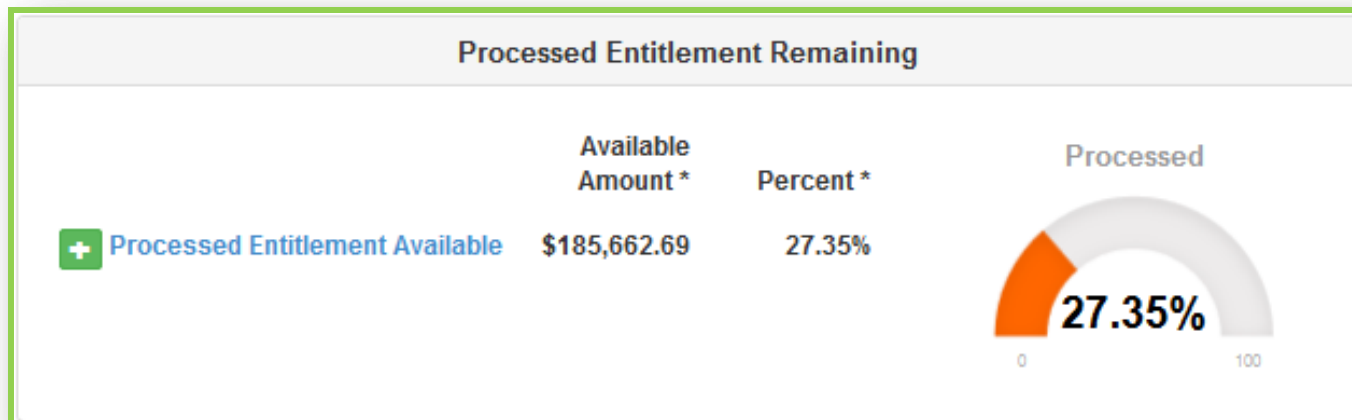 Processed Entitlement Remaining
Available
Amount *
Percent *
Processed
Processed Entitlement Available
$185,662.69
27.35%
27.35%
0
100